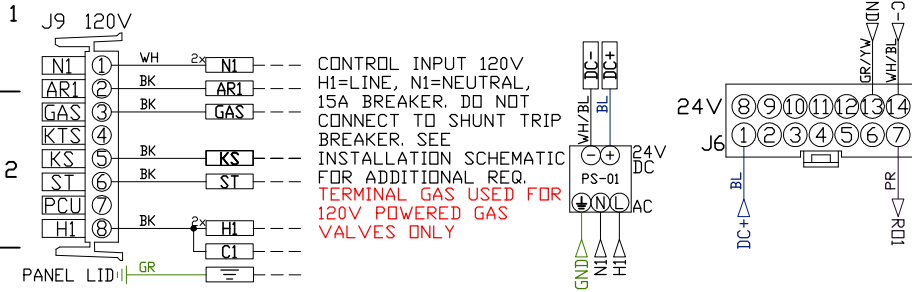 1
J9 120V
N1 1 WH 2x N1
AR1 2 BK AR1
GAS 3 BK GAS
KTS 4
2
KS 5 BK KS
ST 6 BK ST
PCU 7
H1 8 BK 2x H1
C1
PANEL LID GR
CONTROL INPUT 120V
H1=LINE, N1=NEUTRAL,
15A BREAKER. DO NOT
CONNECT TO SHUNT TRIP
BREAKER. SEE
INSTALLATION SCHEMATIC
FOR ADDITIONAL REQ.
TERMINAL GAS USED FOR
120V POWERED GAS
VALVES ONLY
DC- DC+
WH/BL BL
- + 24V
DC
PS-01
N L AC
GND N1 H1
ND C-
GR/YW WH/BL
24V 8 9 10 11 12 13 14
J6 1 2 3 4 5 6 7
BL PR
DC+ RO1